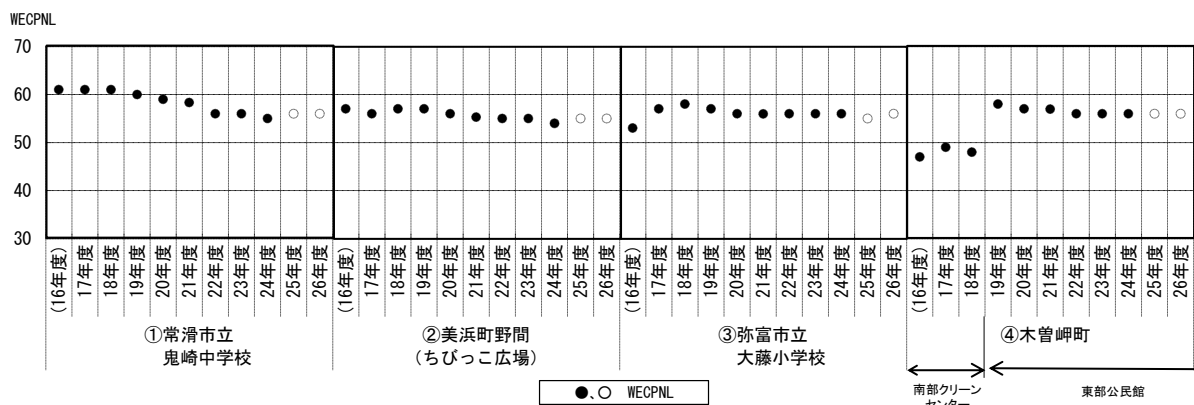 WECPNL
70
60
50
40
30
(16年度) 17年度 18年度 19年度 20年度 21年度 22年度 23年度 24年度 25年度 26年度
(16年度) 17年度 18年度 19年度 20年度 21年度 22年度 23年度 24年度 25年度 26年度
(16年度) 17年度 18年度 19年度 20年度 21年度 22年度 23年度 24年度 25年度 26年度
(16年度) 17年度 18年度 19年度 20年度 21年度 22年度 23年度 24年度 25年度 26年度
①常滑市立
鬼崎中学校
②美浜町野間
(ちびっこ広場)
③弥富市立
大藤小学校
④木曽岬町
南部クリーン
センター
東部公民館
●、○ WECPNL